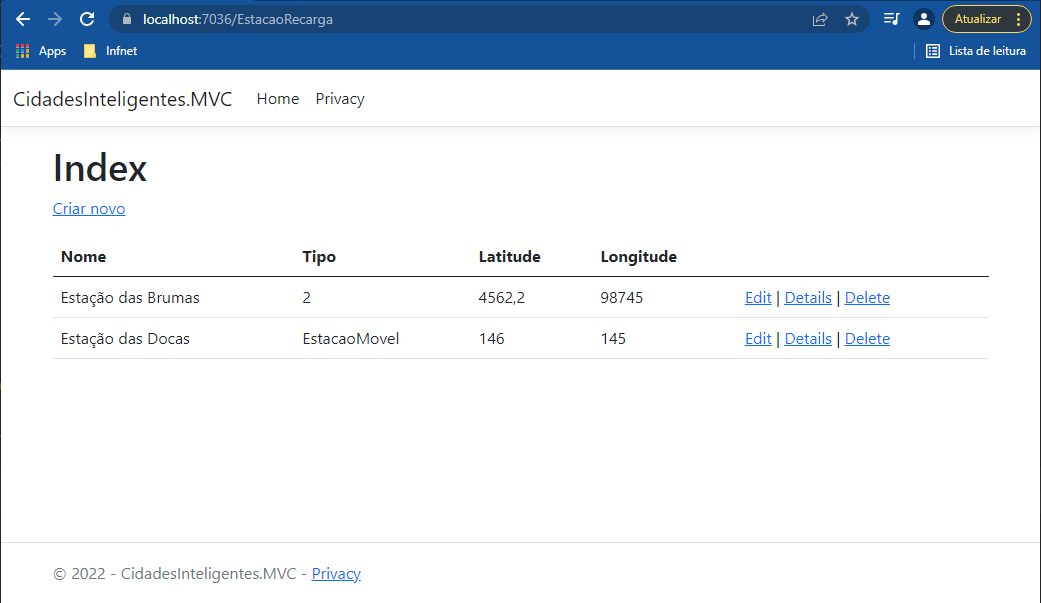 localhost:7036/EstacaoRecarga
Atualizar
Apps Infnet Lista de leitura
CidadesInteligentes.MVC Home Privacy
Index
Criar novo
Nome Tipo Latitude Longitude
Estação das Brumas 2 4562,2 98745 Edit | Details | Delete
Estação das Docas EstacaoMovel 146 145 Edit | Details | Delete
© 2022 - CidadesInteligentes.MVC - Privacy